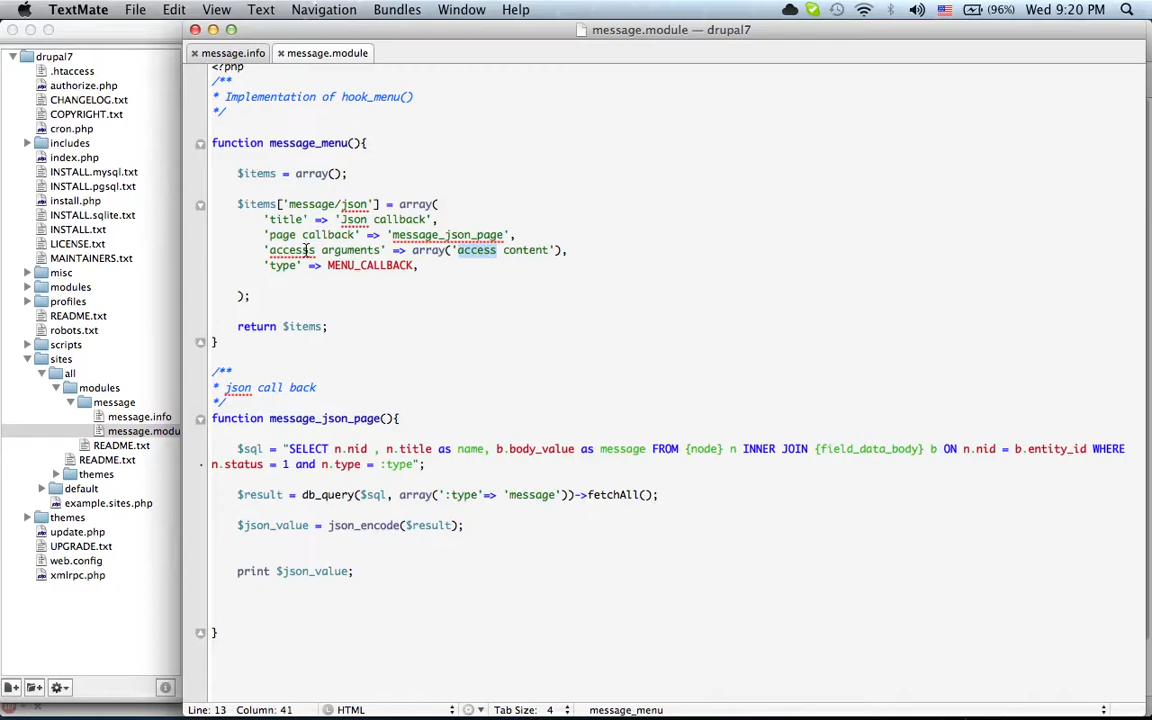 TextMate File Edit View Text Navigation Bundles Window Help (96%) Wed 9:20 PM
message.module — drupal7
message.info message.module
drupal7
.htaccess
authorize.php
CHANGELOG.txt
COPYRIGHT.txt
cron.php
includes
index.php
INSTALL.mysql.txt
INSTALL.pgsql.txt
install.php
INSTALL.sqlite.txt
INSTALL.txt
LICENSE.txt
MAINTAINERS.txt
misc
modules
profiles
README.txt
robots.txt
scripts
sites
all
modules
message
message.info
message.modu
README.txt
README.txt
themes
default
example.sites.php
themes
update.php
UPGRADE.txt
web.config
xmlrpc.php
<?php
/**
* Implementation of hook_menu()
*/
function message_menu(){
$items = array();
$items['message/json'] = array(
'title' => 'Json callback',
'page callback' => 'message_json_page',
'accesss arguments' => array('access content'),
'type' => MENU_CALLBACK,
);
return $items;
}
/**
* json call back
*/
function message_json_page(){
$sql = "SELECT n.nid , n.title as name, b.body_value as message FROM {node} n INNER JOIN {field_data_body} b ON n.nid = b.entity_id WHERE
n.status = 1 and n.type = :type";
$result = db_query($sql, array(':type'=> 'message'))->fetchAll();
$json_value = json_encode($result);
print $json_value;
}
Line: 13 Column: 41 HTML Tab Size: 4 message_menu